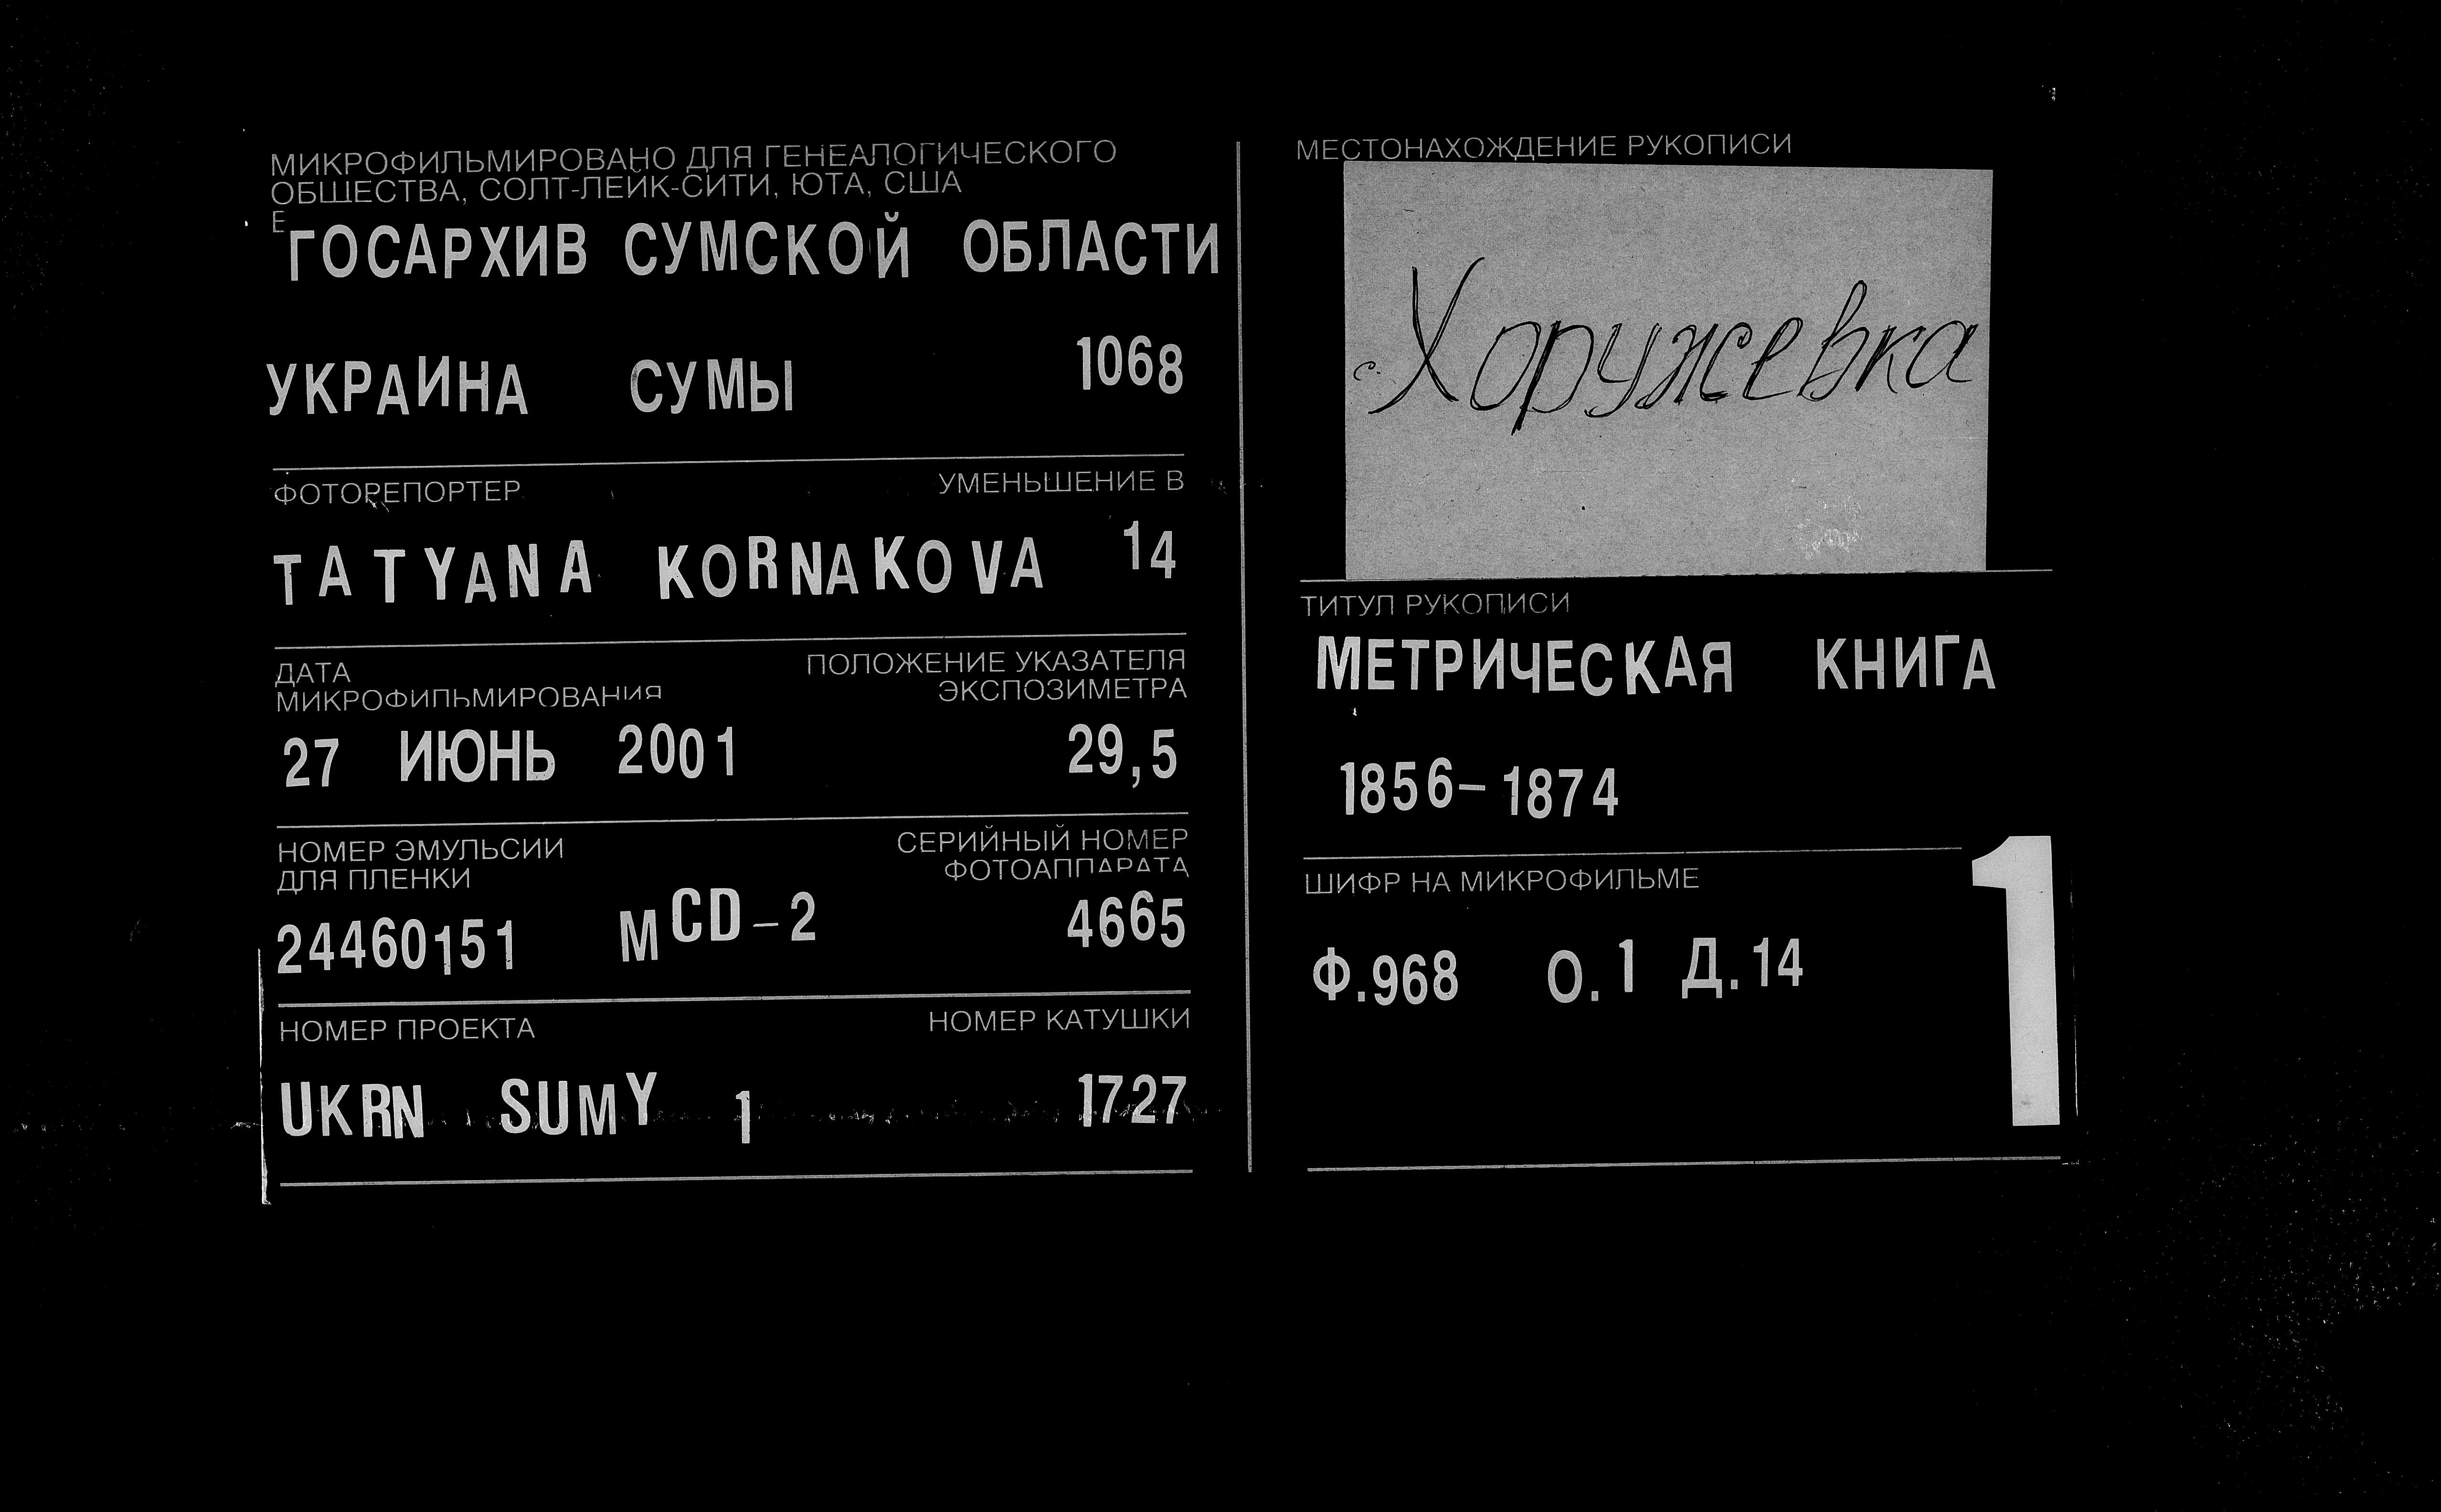 МИКРОФИЛЬМИРОВАНО ДЛЯ ГЕНЕАЛОГИЧЕСКОГО
ОБЩЕСТВА, СОЛТ-ЛЕЙК-СИТИ, ЮТА, США
Е
ГОСАРХИВ СУМСКОЙ ОБЛАСТИ
УКРАИНА СУМЫ 1068
ФОТОРЕПОРТЕР УМЕНЬШЕНИЕ В
TATYANA KORNAKOVA 14
ДАТА
МИКРОФИЛЬМИРОВАНИЯ
ПОЛОЖЕНИЕ УКАЗАТЕЛЯ
ЭКСПОЗИМЕТРА
27 ИЮНЬ 2001 29,5
НОМЕР ЭМУЛЬСИИ
ДЛЯ ПЛЕНКИ
СЕРИЙНЫЙ НОМЕР
ФОТОАППАРАТА
24460151 MCD-2 4665
НОМЕР ПРОЕКТА НОМЕР КАТУШКИ
UKRN SUMY 1 1727
МЕСТОНАХОЖДЕНИЕ РУКОПИСИ
с. Хоружевка
ТИТУЛ РУКОПИСИ
МЕТРИЧЕСКАЯ КНИГА
1856-1874
ШИФР НА МИКРОФИЛЬМЕ
Ф.968 О.1 Д.14
1